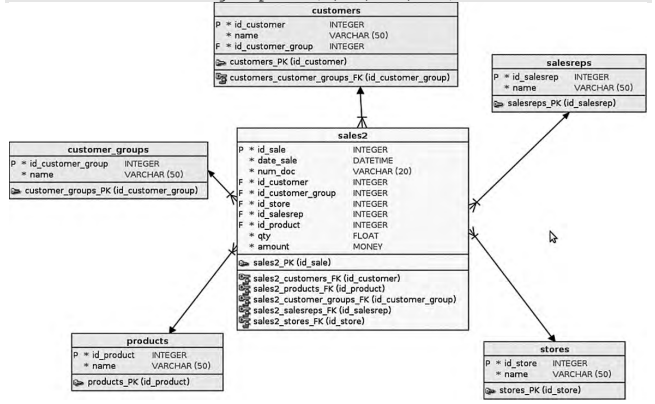 customers
P * id_customer INTEGER
* name VARCHAR (50)
F * id_customer_group INTEGER
customers_PK (id_customer)
customers_customer_groups_FK (id_customer_group)
salesreps
P * id_salesrep INTEGER
* name VARCHAR (50)
salesreps_PK (id_salesrep)
customer_groups
P * id_customer_group INTEGER
* name VARCHAR (50)
customer_groups_PK (id_customer_group)
sales2
P * id_sale INTEGER
* date_sale DATETIME
* num_doc VARCHAR (20)
F * id_customer INTEGER
F * id_customer_group INTEGER
F * id_store INTEGER
F * id_salesrep INTEGER
F * id_product INTEGER
* qty FLOAT
* amount MONEY
sales2_PK (id_sale)
sales2_customers_FK (id_customer)
sales2_products_FK (id_product)
sales2_customer_groups_FK (id_customer_group)
sales2_salesreps_FK (id_salesrep)
sales2_stores_FK (id_store)
products
P * id_product INTEGER
* name VARCHAR (50)
products_PK (id_product)
stores
P * id_store INTEGER
* name VARCHAR (50)
stores_PK (id_store)